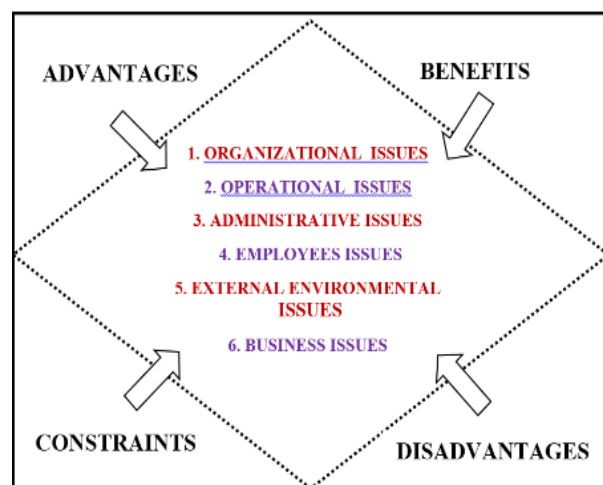 ADVANTAGES
BENEFITS
1. ORGANIZATIONAL ISSUES
2. OPERATIONAL ISSUES
3. ADMINISTRATIVE ISSUES
4. EMPLOYEES ISSUES
5. EXTERNAL ENVIRONMENTAL
ISSUES
6. BUSINESS ISSUES
CONSTRAINTS
DISADVANTAGES